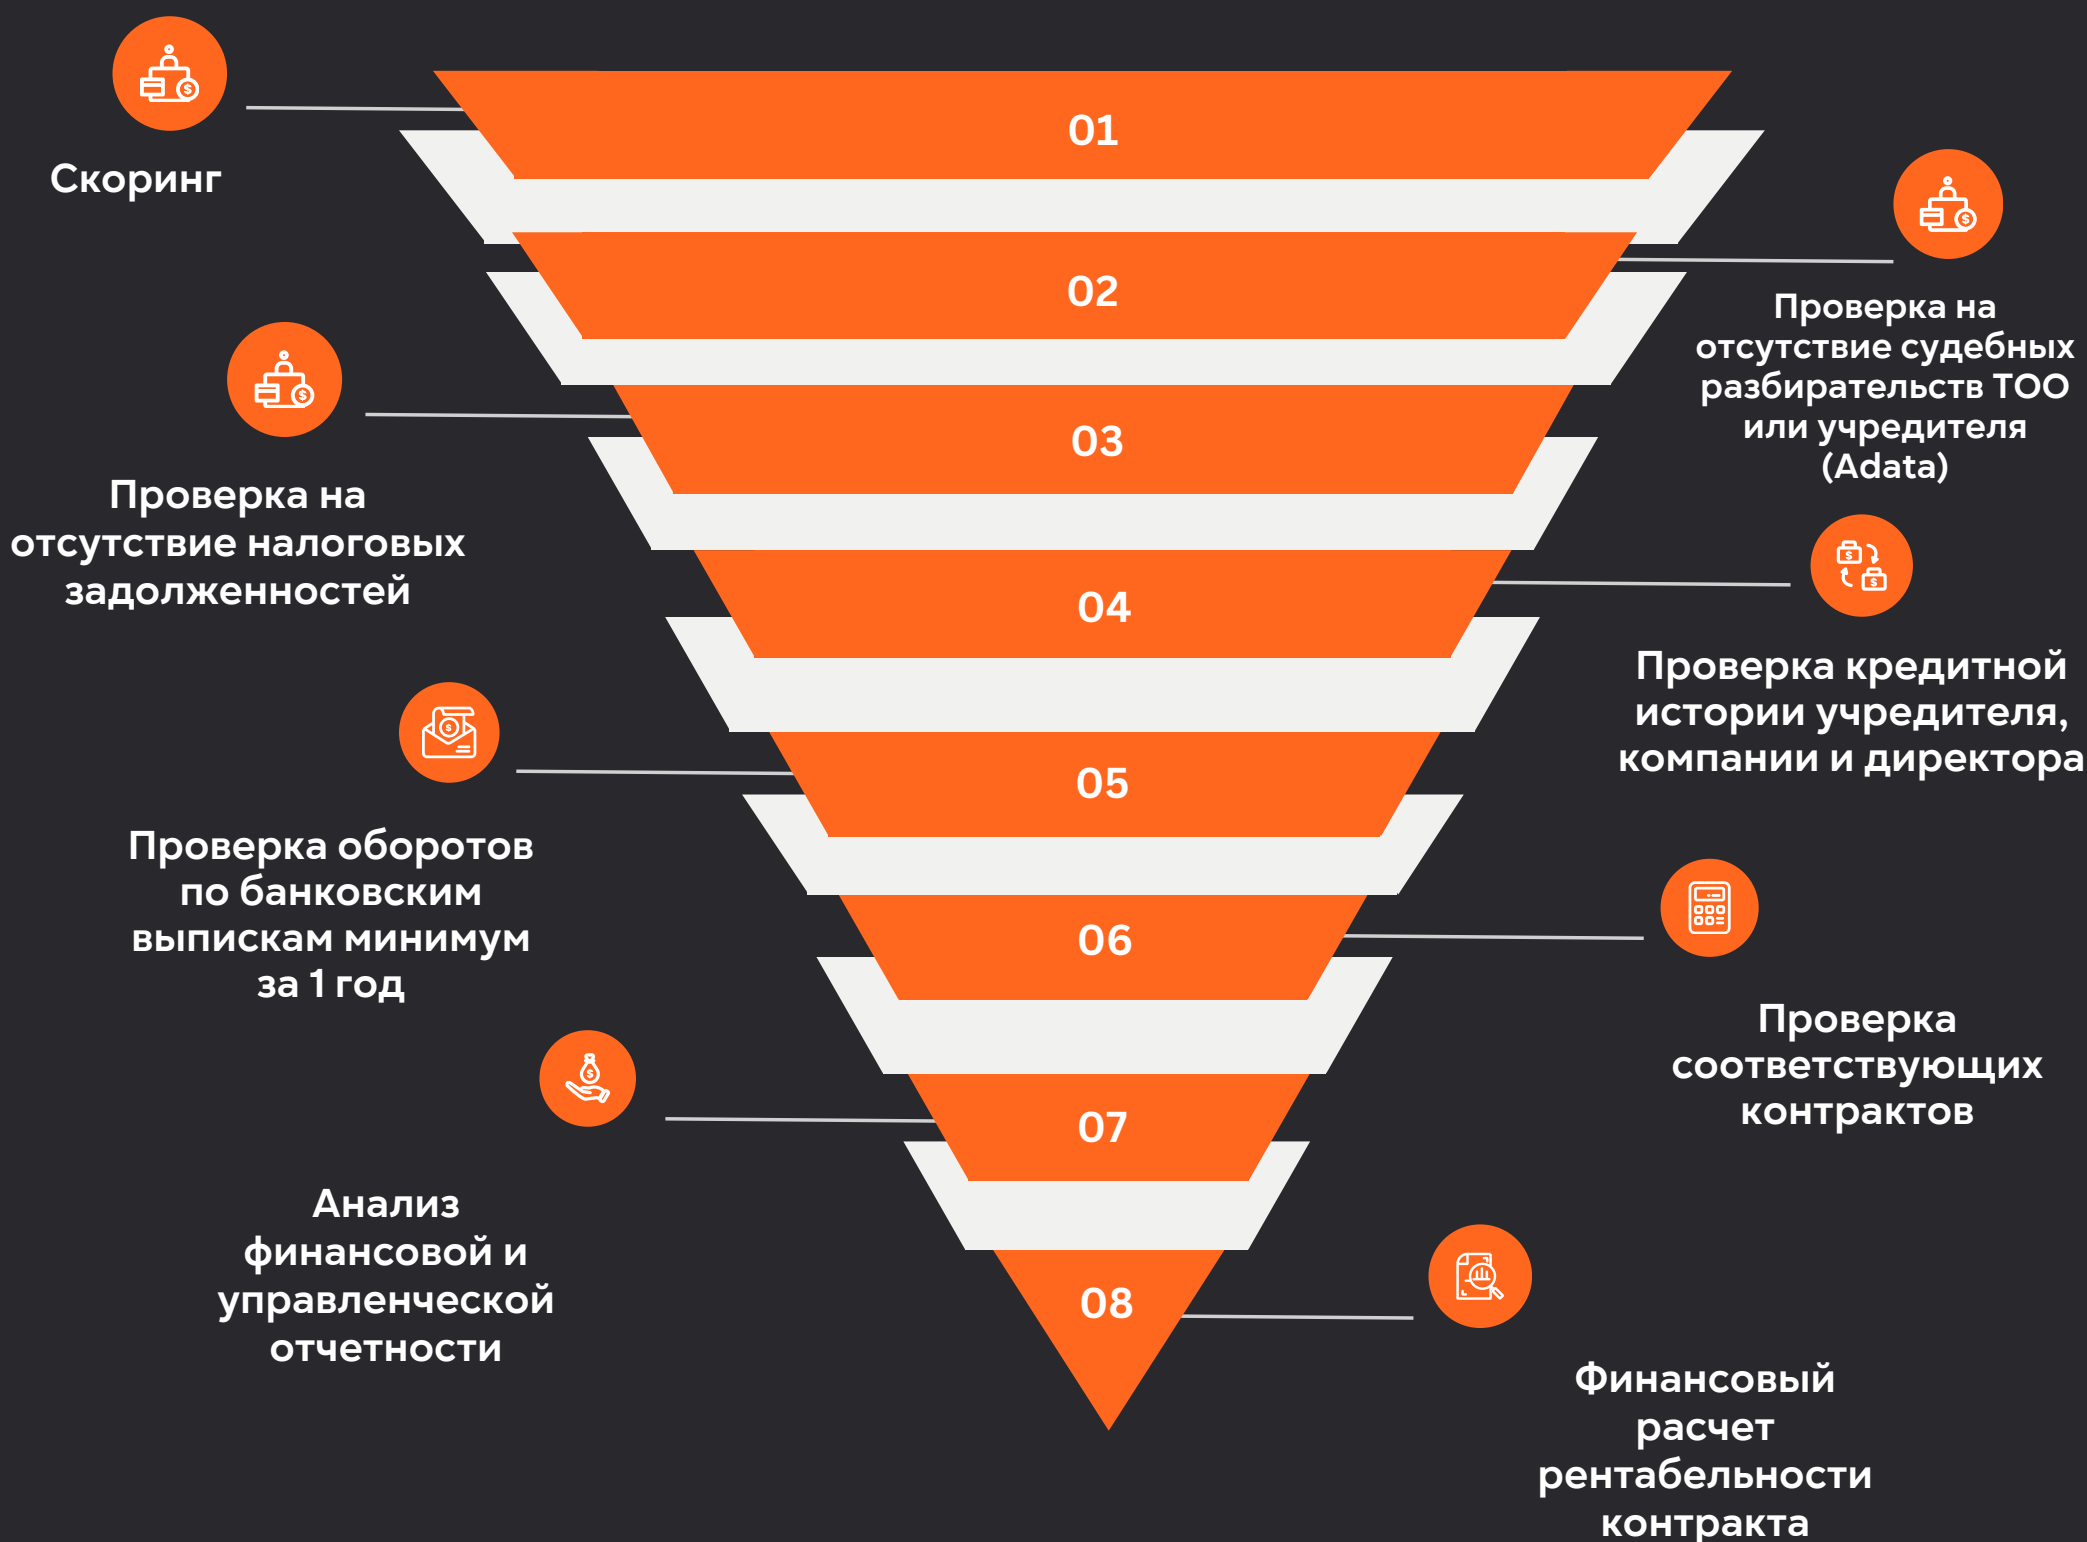 01
Скоринг
02
Проверка на
отсутствие судебных
разбирательств ТОО
или учредителя
(Adata)
03
Проверка на
отсутствие налоговых
задолженностей
04
Проверка кредитной
истории учредителя,
компании и директора
05
Проверка оборотов
по банковским
выпискам минимум
за 1 год
06
Проверка
соответствующих
контрактов
07
Анализ
финансовой и
управленческой
отчетности
08
Финансовый
расчет
рентабельности
контракта